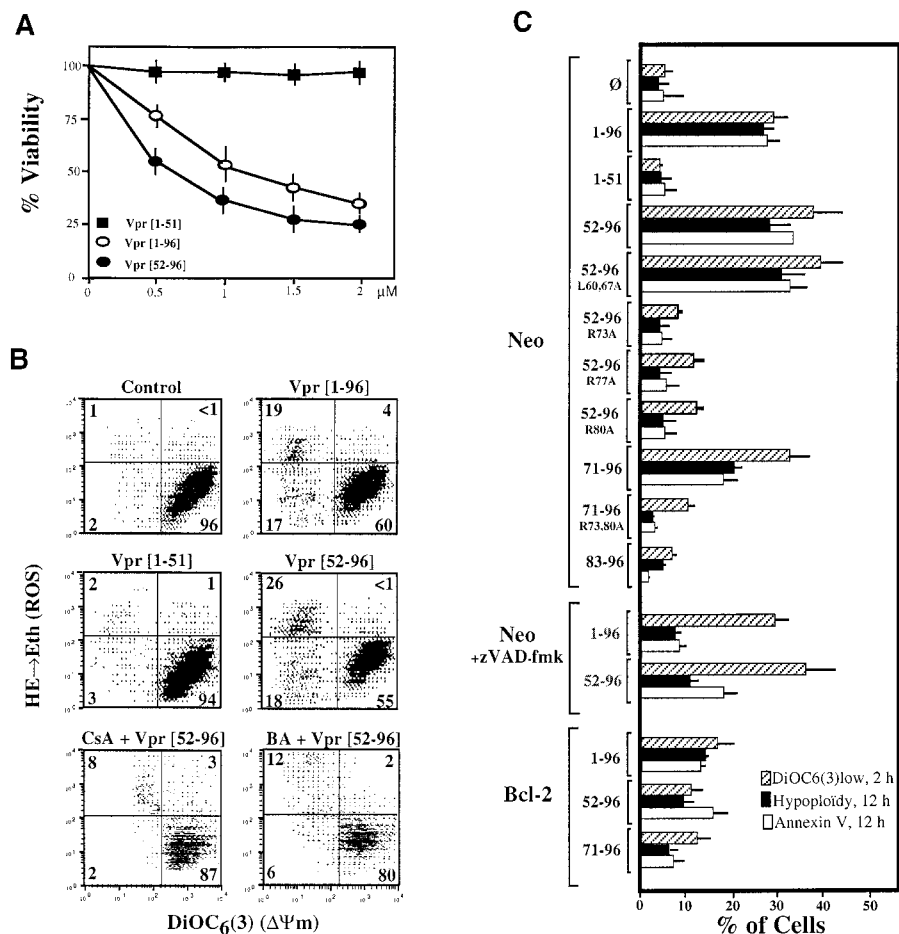 A
% Viability
100
75
50
25
0
0
0.5
1
1.5
2
μM
Vpr [1-51]
Vpr [1-96]
Vpr [52-96]
B
HE→Eth (ROS)
Control
1
<1
2
96
Vpr [1-96]
19
4
17
60
Vpr [1-51]
2
1
3
94
Vpr [52-96]
26
<1
18
55
CsA + Vpr [52-96]
8
3
2
87
BA + Vpr [52-96]
12
2
6
80
DiOC6(3) (ΔΨm)
C
Neo
Ø
1-96
1-51
52-96
52-96
L60,67A
52-96
R73A
52-96
R77A
52-96
R80A
71-96
71-96
R73,80A
83-96
Neo
+zVAD-fmk
1-96
52-96
Bcl-2
1-96
52-96
71-96
DiOC6(3)low, 2 h
Hypoploïdy, 12 h
Annexin V, 12 h
0
10
20
30
40
50
% of Cells